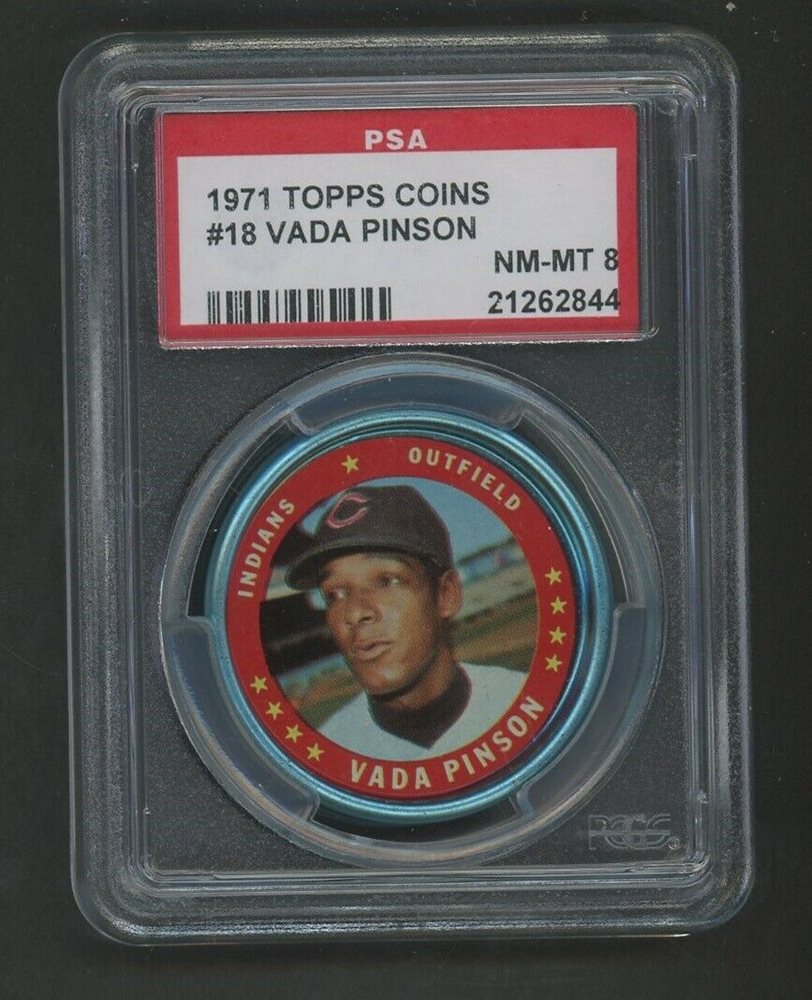 PSA
1971 TOPPS COINS
#18 VADA PINSON
NM-MT 8
21262844
INDIANS ★ OUTFIELD
C
VADA PINSON
PCGS